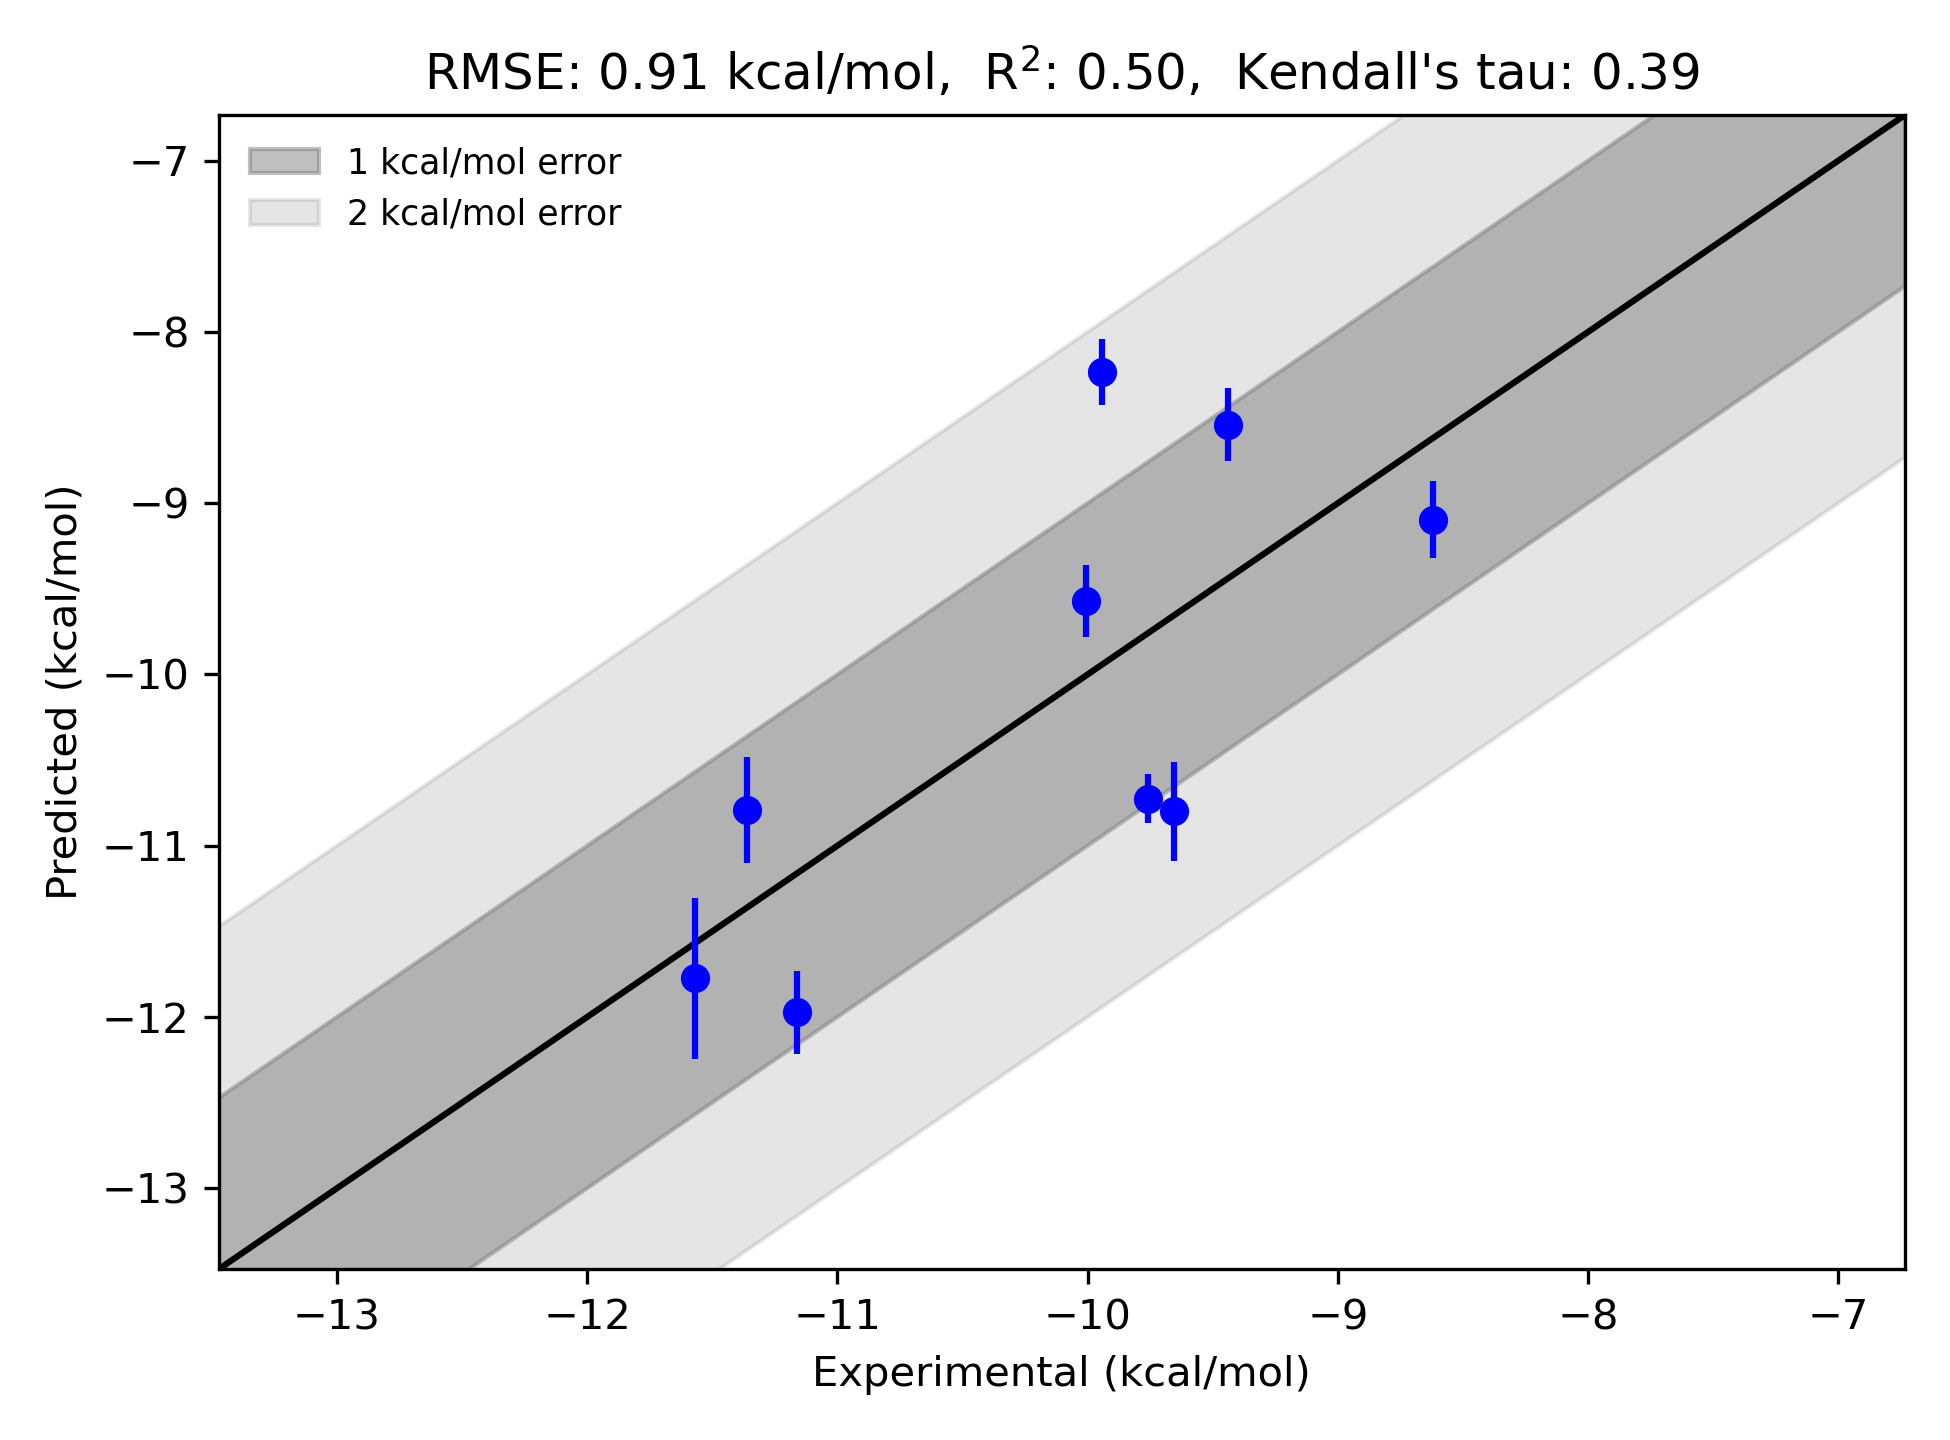 RMSE: 0.91 kcal/mol, R²: 0.50, Kendall's tau: 0.39
1 kcal/mol error
2 kcal/mol error
−7
−8
−9
−10
−11
−12
−13
Predicted (kcal/mol)
−13 −12 −11 −10 −9 −8 −7
Experimental (kcal/mol)